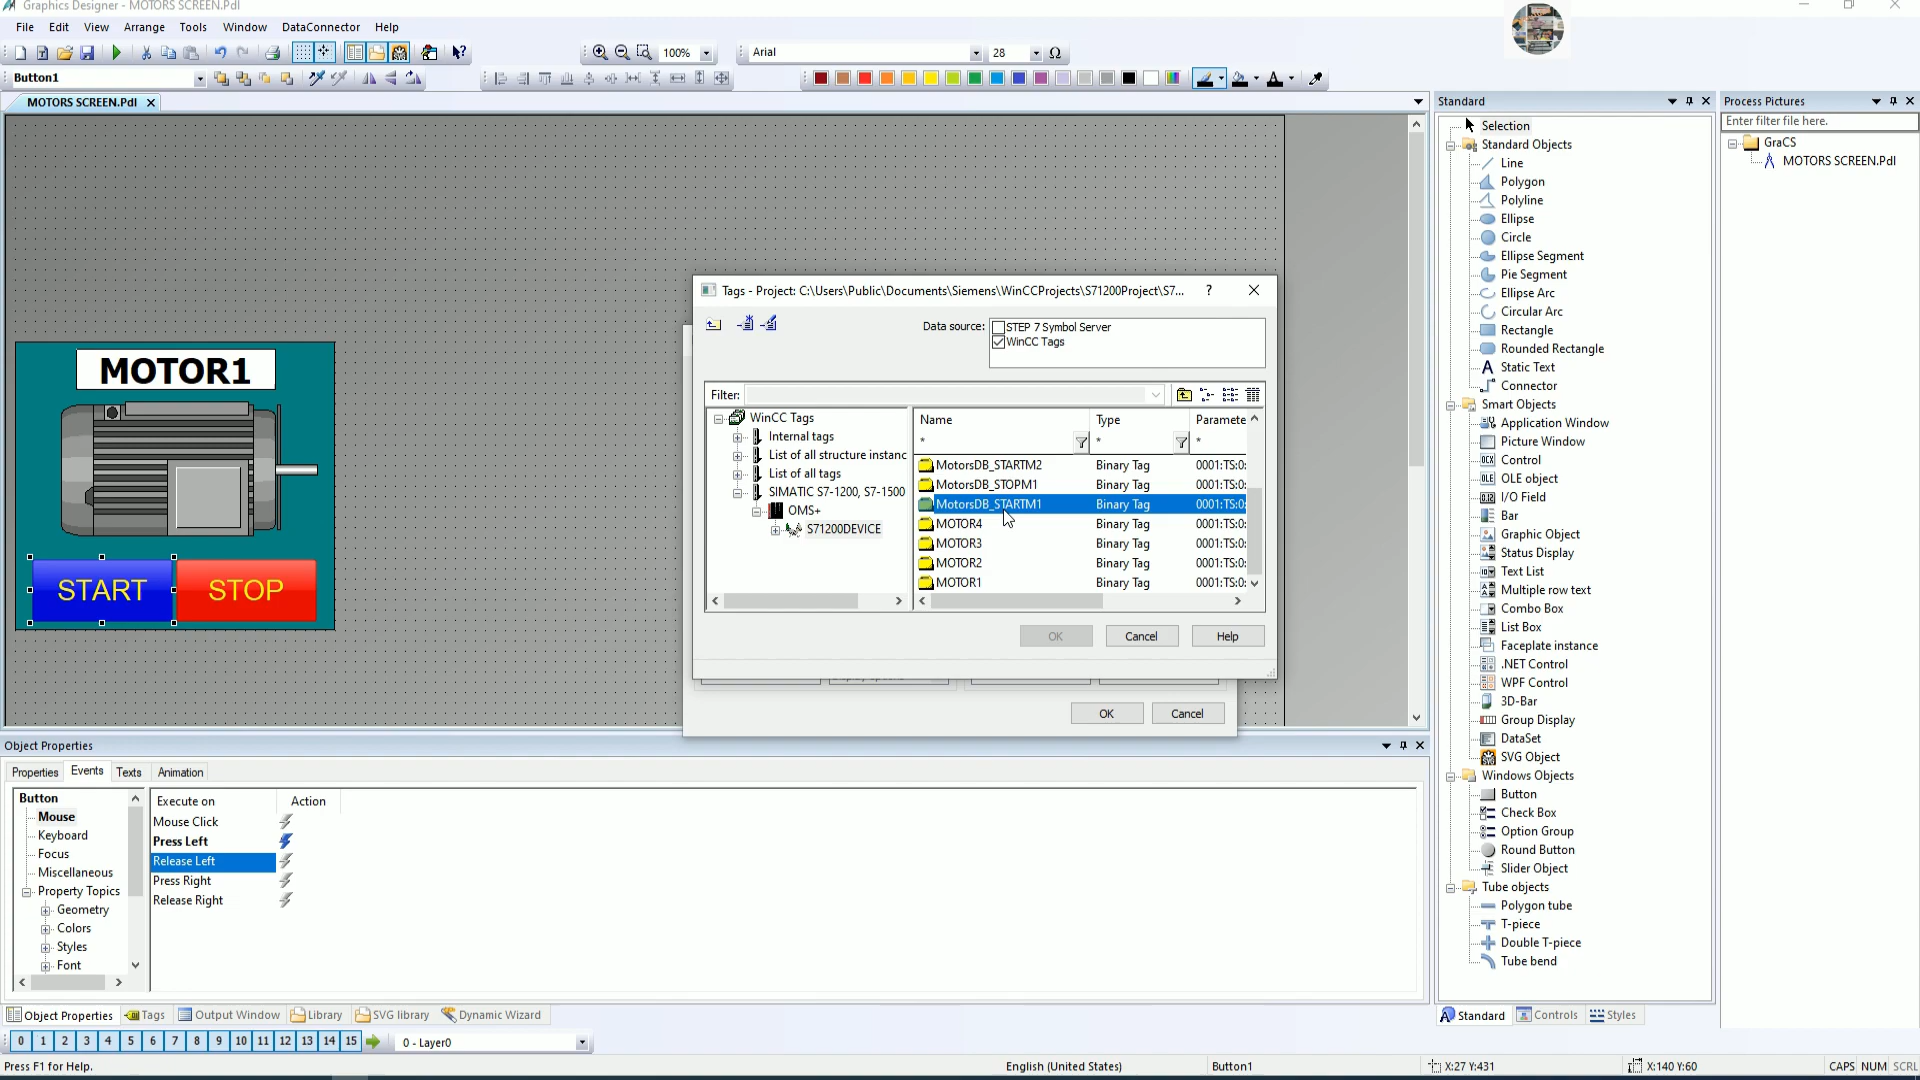 Graphics Designer - MOTORS SCREEN.Pdl
File Edit View Arrange Tools Window DataConnector Help
100% Arial 28 Ω
Button1
MOTORS SCREEN.Pdl
MOTOR1
START STOP
Tags - Project: C:\Users\Public\Documents\Siemens\WinCCProjects\S71200Project\S7...
Data source:
STEP 7 Symbol Server
WinCC Tags
Filter:
WinCC Tags
Internal tags
List of all structure instanc
List of all tags
SIMATIC S7-1200, S7-1500
OMS+
S71200DEVICE
Name Type Paramete
* * *
MotorsDB_STARTM2 Binary Tag 0001:TS:0:
MotorsDB_STOPM1 Binary Tag 0001:TS:0:
MotorsDB_STARTM1 Binary Tag 0001:TS:0:
MOTOR4 Binary Tag 0001:TS:0:
MOTOR3 Binary Tag 0001:TS:0:
MOTOR2 Binary Tag 0001:TS:0:
MOTOR1 Binary Tag 0001:TS:0:
OK Cancel Help
OK Cancel
Standard
Selection
Standard Objects
Line
Polygon
Polyline
Ellipse
Circle
Ellipse Segment
Pie Segment
Ellipse Arc
Circular Arc
Rectangle
Rounded Rectangle
Static Text
Connector
Smart Objects
Application Window
Picture Window
Control
OLE object
I/O Field
Bar
Graphic Object
Status Display
Text List
Multiple row text
Combo Box
List Box
Faceplate instance
.NET Control
WPF Control
3D-Bar
Group Display
DataSet
SVG Object
Windows Objects
Button
Check Box
Option Group
Round Button
Slider Object
Tube objects
Polygon tube
T-piece
Double T-piece
Tube bend
Standard Controls Styles
Process Pictures
Enter filter file here.
GraCS
MOTORS SCREEN.Pdl
Object Properties
Properties Events Texts Animation
Button
Mouse
Keyboard
Focus
Miscellaneous
Property Topics
Geometry
Colors
Styles
Font
Execute on Action
Mouse Click
Press Left
Release Left
Press Right
Release Right
Object Properties Tags Output Window Library SVG library Dynamic Wizard
0 1 2 3 4 5 6 7 8 9 10 11 12 13 14 15 0 - Layer0
Press F1 for Help. English (United States) Button1 X:27 Y:431 X:140 Y:60 CAPS NUM SCRL